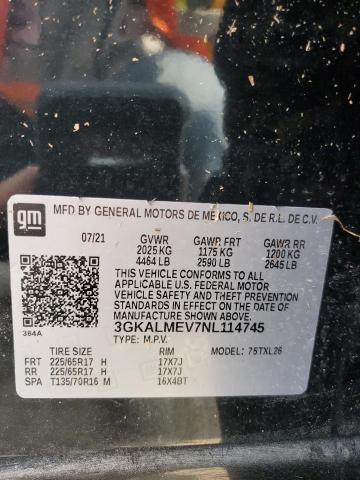 gm
MFD BY GENERAL MOTORS DE MEXICO, S. DE R.L. DE C.V.
07/21 GVWR GAWR FRT GAWR RR
2025 KG 1175 KG 1200 KG
4464 LB 2590 LB 2645 LB
THIS VEHICLE CONFORMS TO ALL
APPLICABLE U.S. FEDERAL MOTOR
VEHICLE SAFETY, BUMPER, AND THEFT
PREVENTION STANDARDS IN EFFECT ON THE DATE OF
MANUFACTURE SHOWN ABOVE.
384A
3GKALMEV7NL114745
TYPE: M.P.V.
TIRE SIZE RIM MODEL: 75TXL26
FRT 225/65R17 H 17X7J
RR 225/65R17 H 17X7J
SPA T135/70R16 M 16X4BT